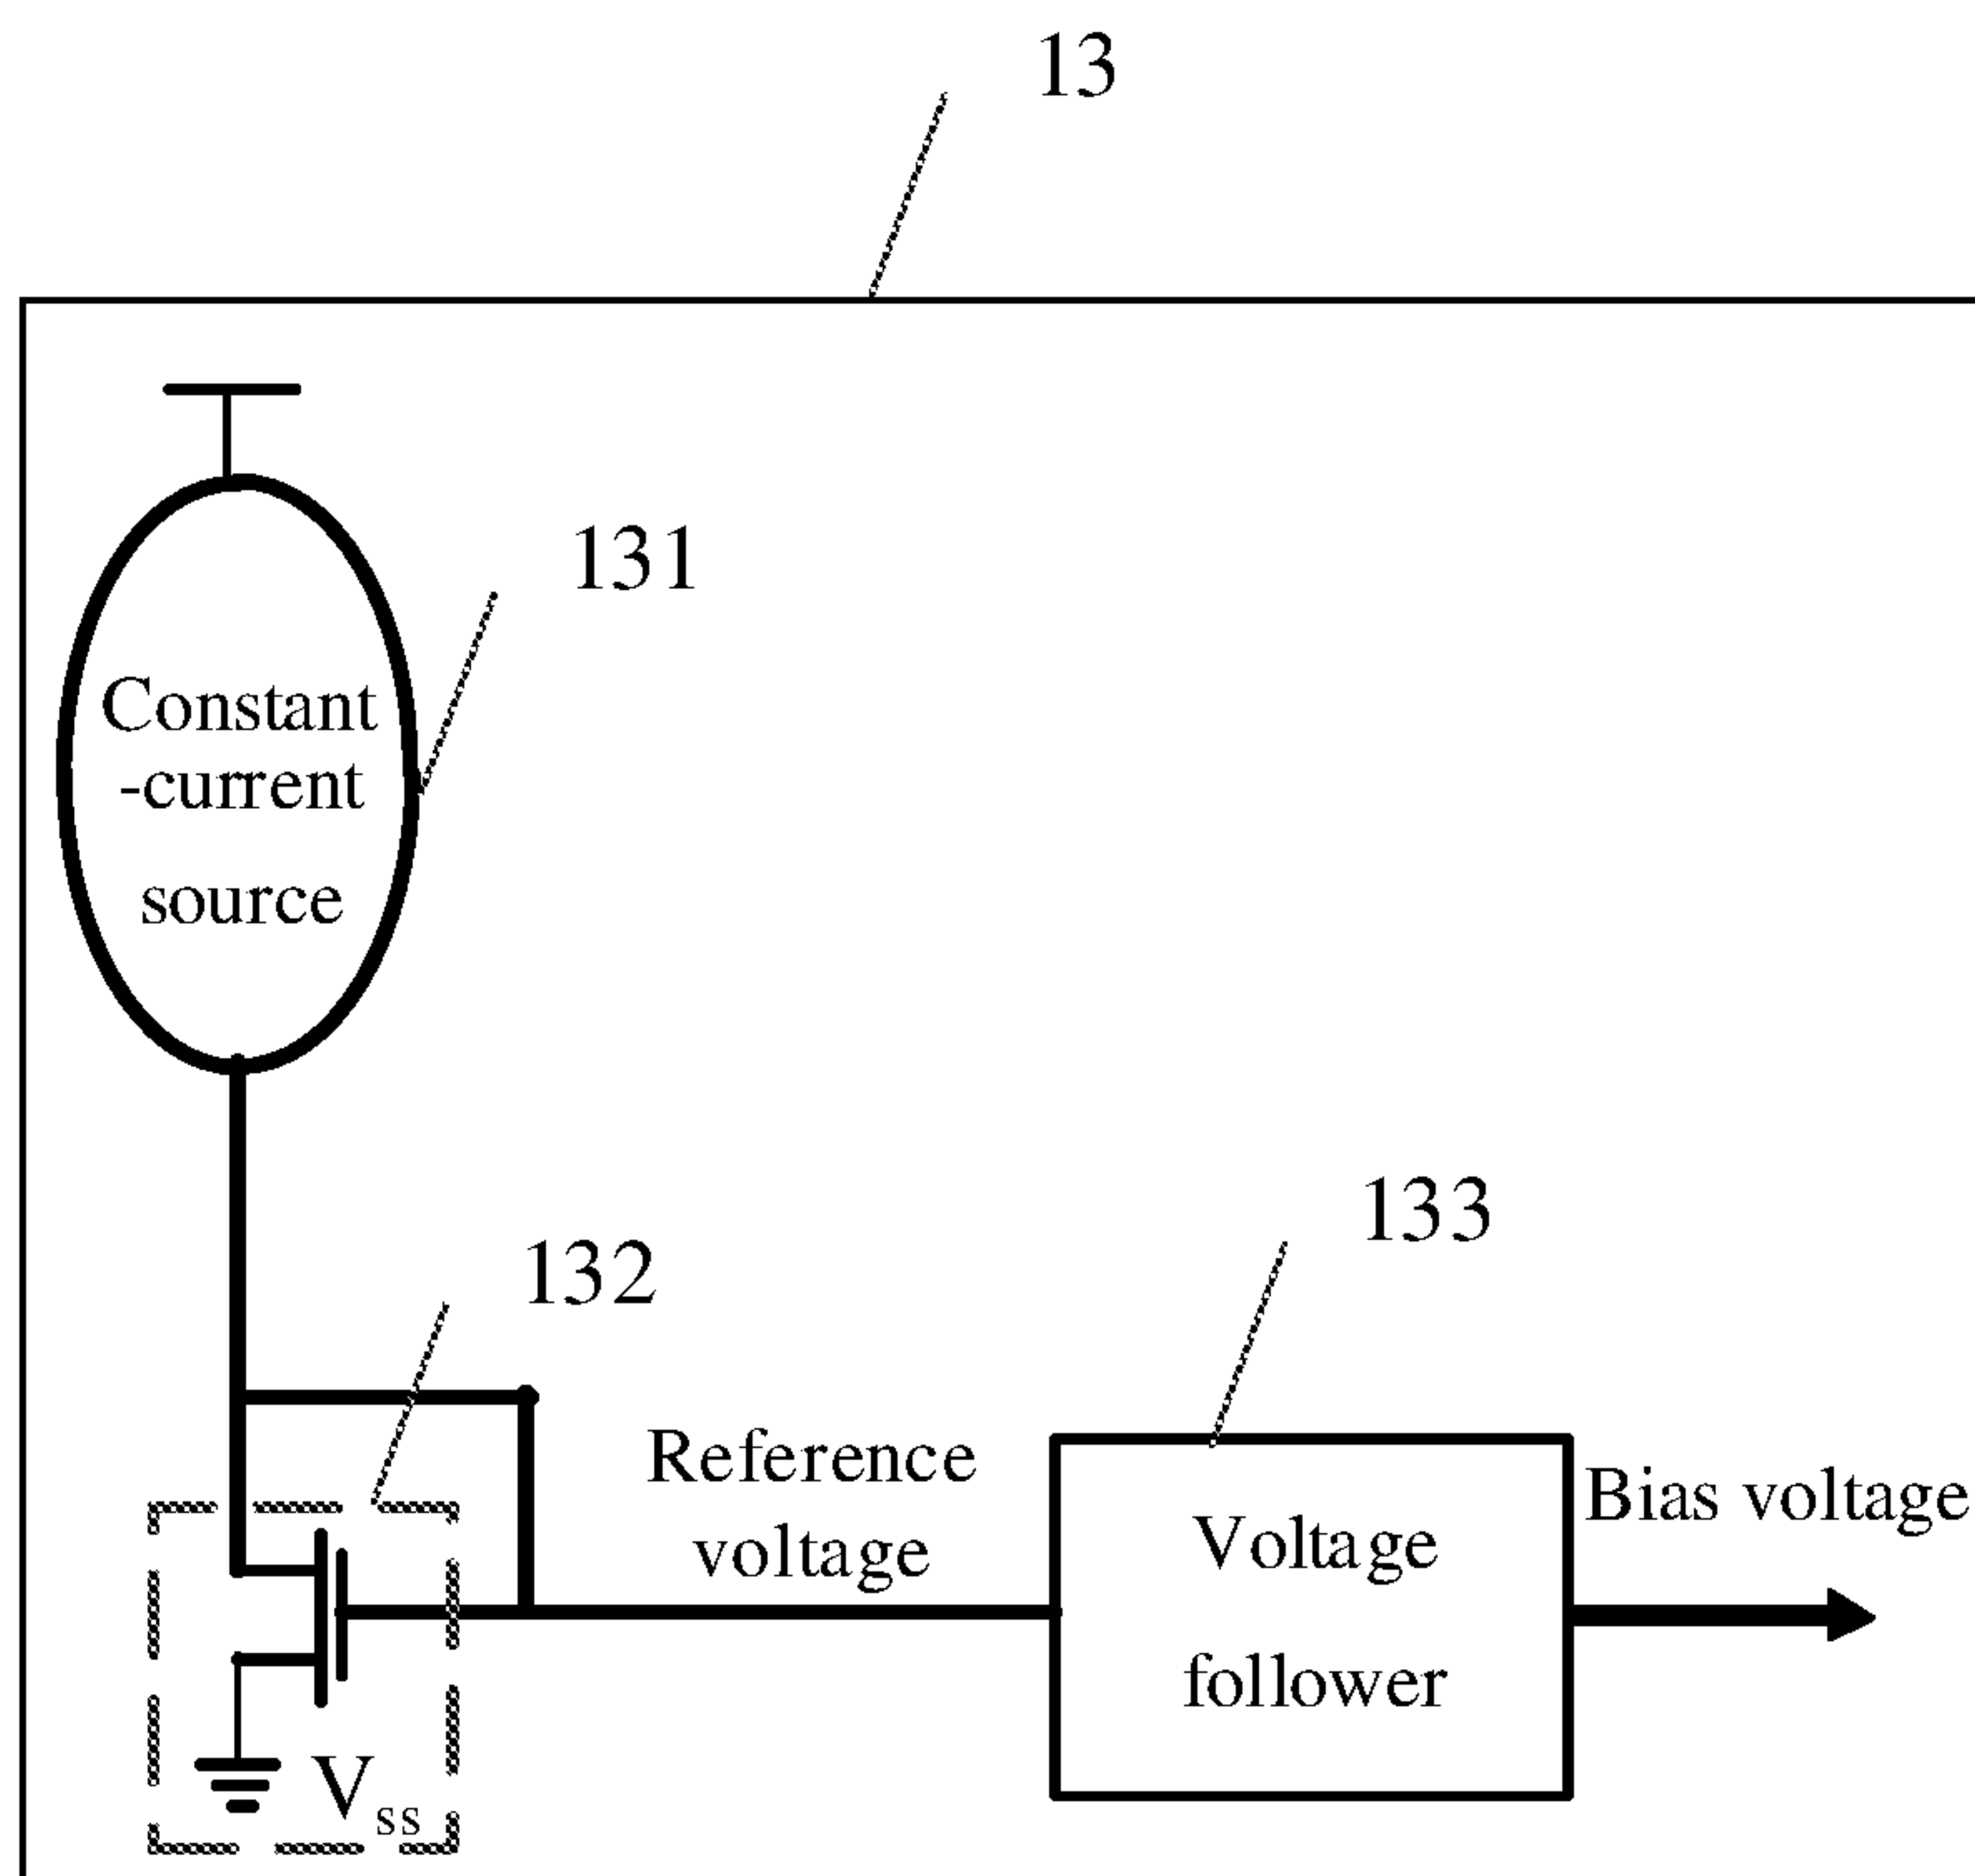 13
131
Constant
-current
source
132
133
Reference
voltage
Voltage
follower
Bias voltage
Vss